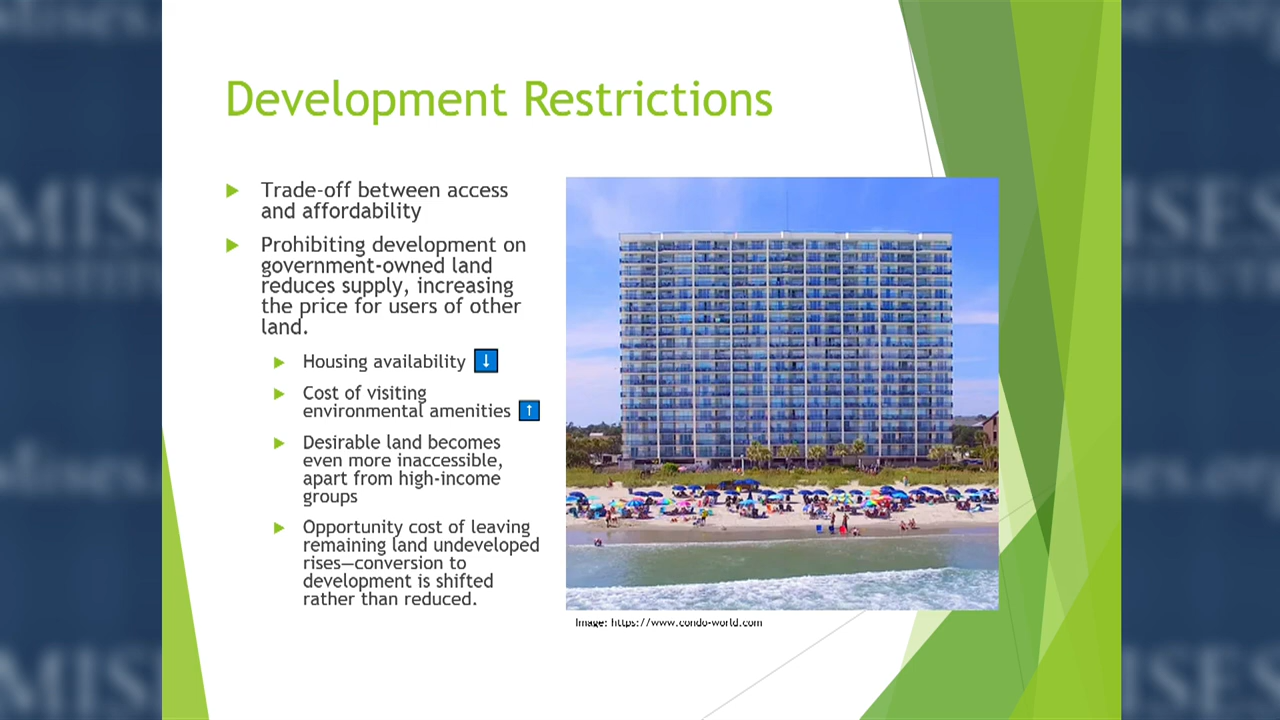 Development Restrictions
Trade-off between access
and affordability
Prohibiting development on
government-owned land
reduces supply, increasing
the price for users of other
land.
Housing availability ↓
Cost of visiting
environmental amenities ↑
Desirable land becomes
even more inaccessible,
apart from high-income
groups
Opportunity cost of leaving
remaining land undeveloped
rises—conversion to
development is shifted
rather than reduced.
Image: https://www.condo-world.com